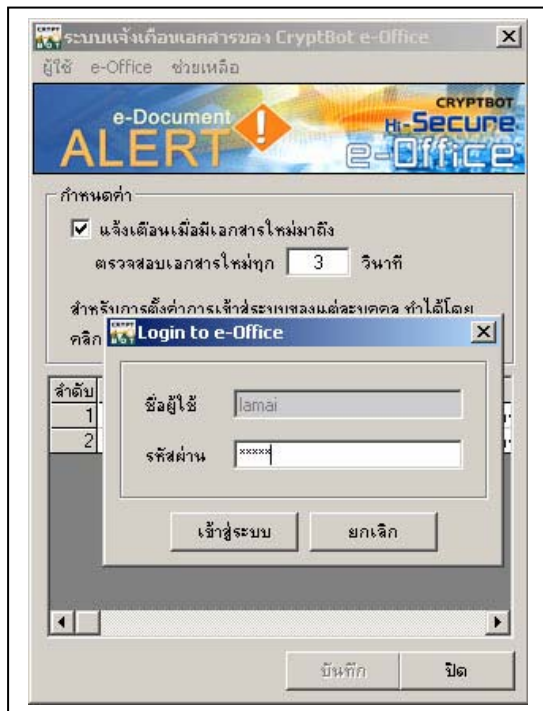 ระบบแจ้งเตือนเอกสารของ CryptBot e-Office
ผู้ใช้ e-Office ช่วยเหลือ
e-Document
ALERT
CRYPTBOT
Hi-Secure
e-Office
กำหนดค่า
แจ้งเตือนเมื่อมีเอกสารใหม่มาถึง
ตรวจสอบเอกสารใหม่ทุก 3 วินาที
สำหรับการตั้งค่าการเข้าสู่ระบบของแต่ละบุคคล ทำได้โดย
คลิก
Login to e-Office
ลำดับ
1
2
ชื่อผู้ใช้ lamai
รหัสผ่าน *****
เข้าสู่ระบบ ยกเลิก
บันทึก ปิด